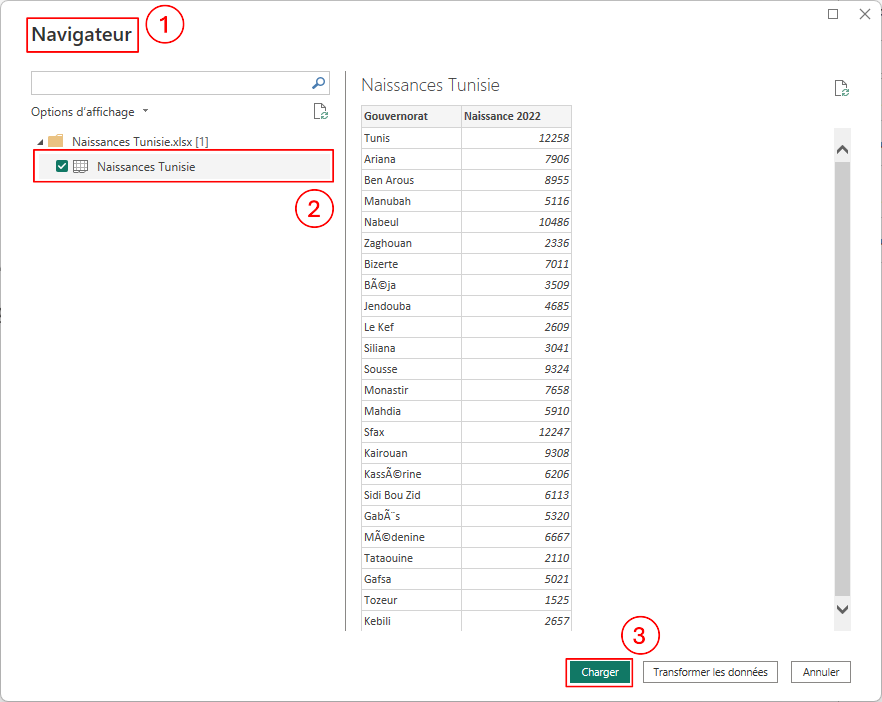 Navigateur
1
Options d'affichage
Naissances Tunisie.xlsx [1]
Naissances Tunisie
2
Naissances Tunisie
Gouvernorat Naissance 2022
Tunis 12258
Ariana 7906
Ben Arous 8955
Manubah 5116
Nabeul 10486
Zaghouan 2336
Bizerte 7011
BÃ©ja 3509
Jendouba 4685
Le Kef 2609
Siliana 3041
Sousse 9324
Monastir 7658
Mahdia 5910
Sfax 12247
Kairouan 9308
KassÃ©rine 6206
Sidi Bou Zid 6113
GabÃ¨s 5320
MÃ©denine 6667
Tataouine 2110
Gafsa 5021
Tozeur 1525
Kebili 2657
3
Charger Transformer les données Annuler